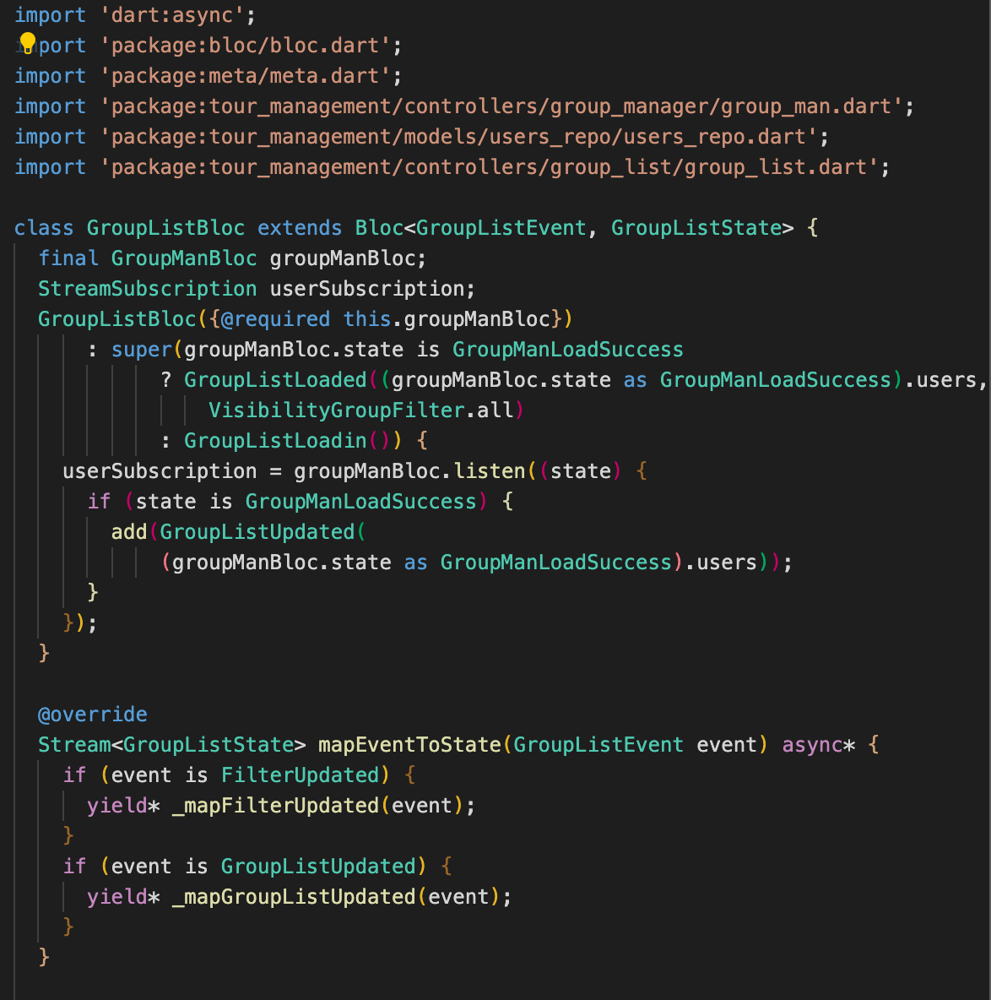 import 'dart:async';
import 'package:bloc/bloc.dart';
import 'package:meta/meta.dart';
import 'package:tour_management/controllers/group_manager/group_man.dart';
import 'package:tour_management/models/users_repo/users_repo.dart';
import 'package:tour_management/controllers/group_list/group_list.dart';
class GroupListBloc extends Bloc<GroupListEvent, GroupListState> {
final GroupManBloc groupManBloc;
StreamSubscription userSubscription;
GroupListBloc({@required this.groupManBloc})
: super(groupManBloc.state is GroupManLoadSuccess
? GroupListLoaded((groupManBloc.state as GroupManLoadSuccess).users,
VisibilityGroupFilter.all)
: GroupListLoadin()) {
userSubscription = groupManBloc.listen((state) {
if (state is GroupManLoadSuccess) {
add(GroupListUpdated(
(groupManBloc.state as GroupManLoadSuccess).users));
}
});
}
@override
Stream<GroupListState> mapEventToState(GroupListEvent event) async* {
if (event is FilterUpdated) {
yield* _mapFilterUpdated(event);
}
if (event is GroupListUpdated) {
yield* _mapGroupListUpdated(event);
}
}